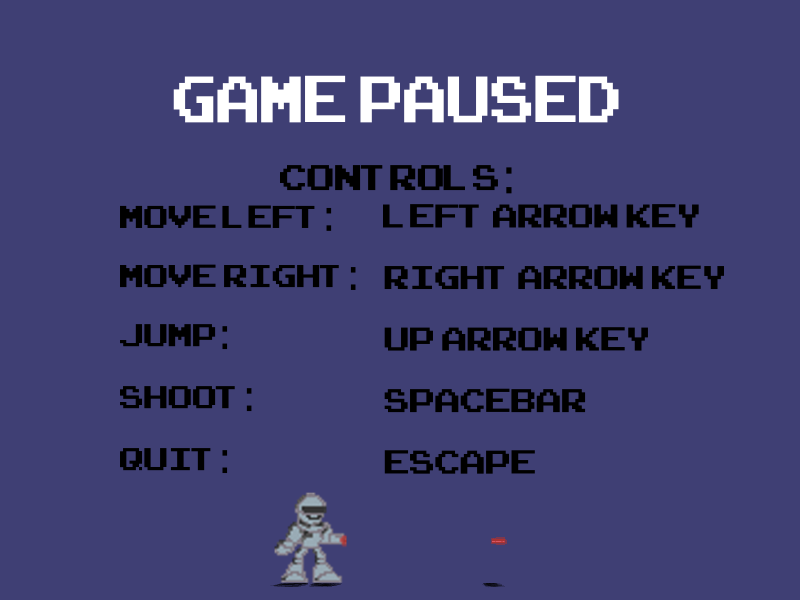 GAME PAUSED
CONTROLS:
MOVE LEFT: LEFT ARROW KEY
MOVE RIGHT: RIGHT ARROW KEY
JUMP: UP ARROW KEY
SHOOT: SPACEBAR
QUIT: ESCAPE